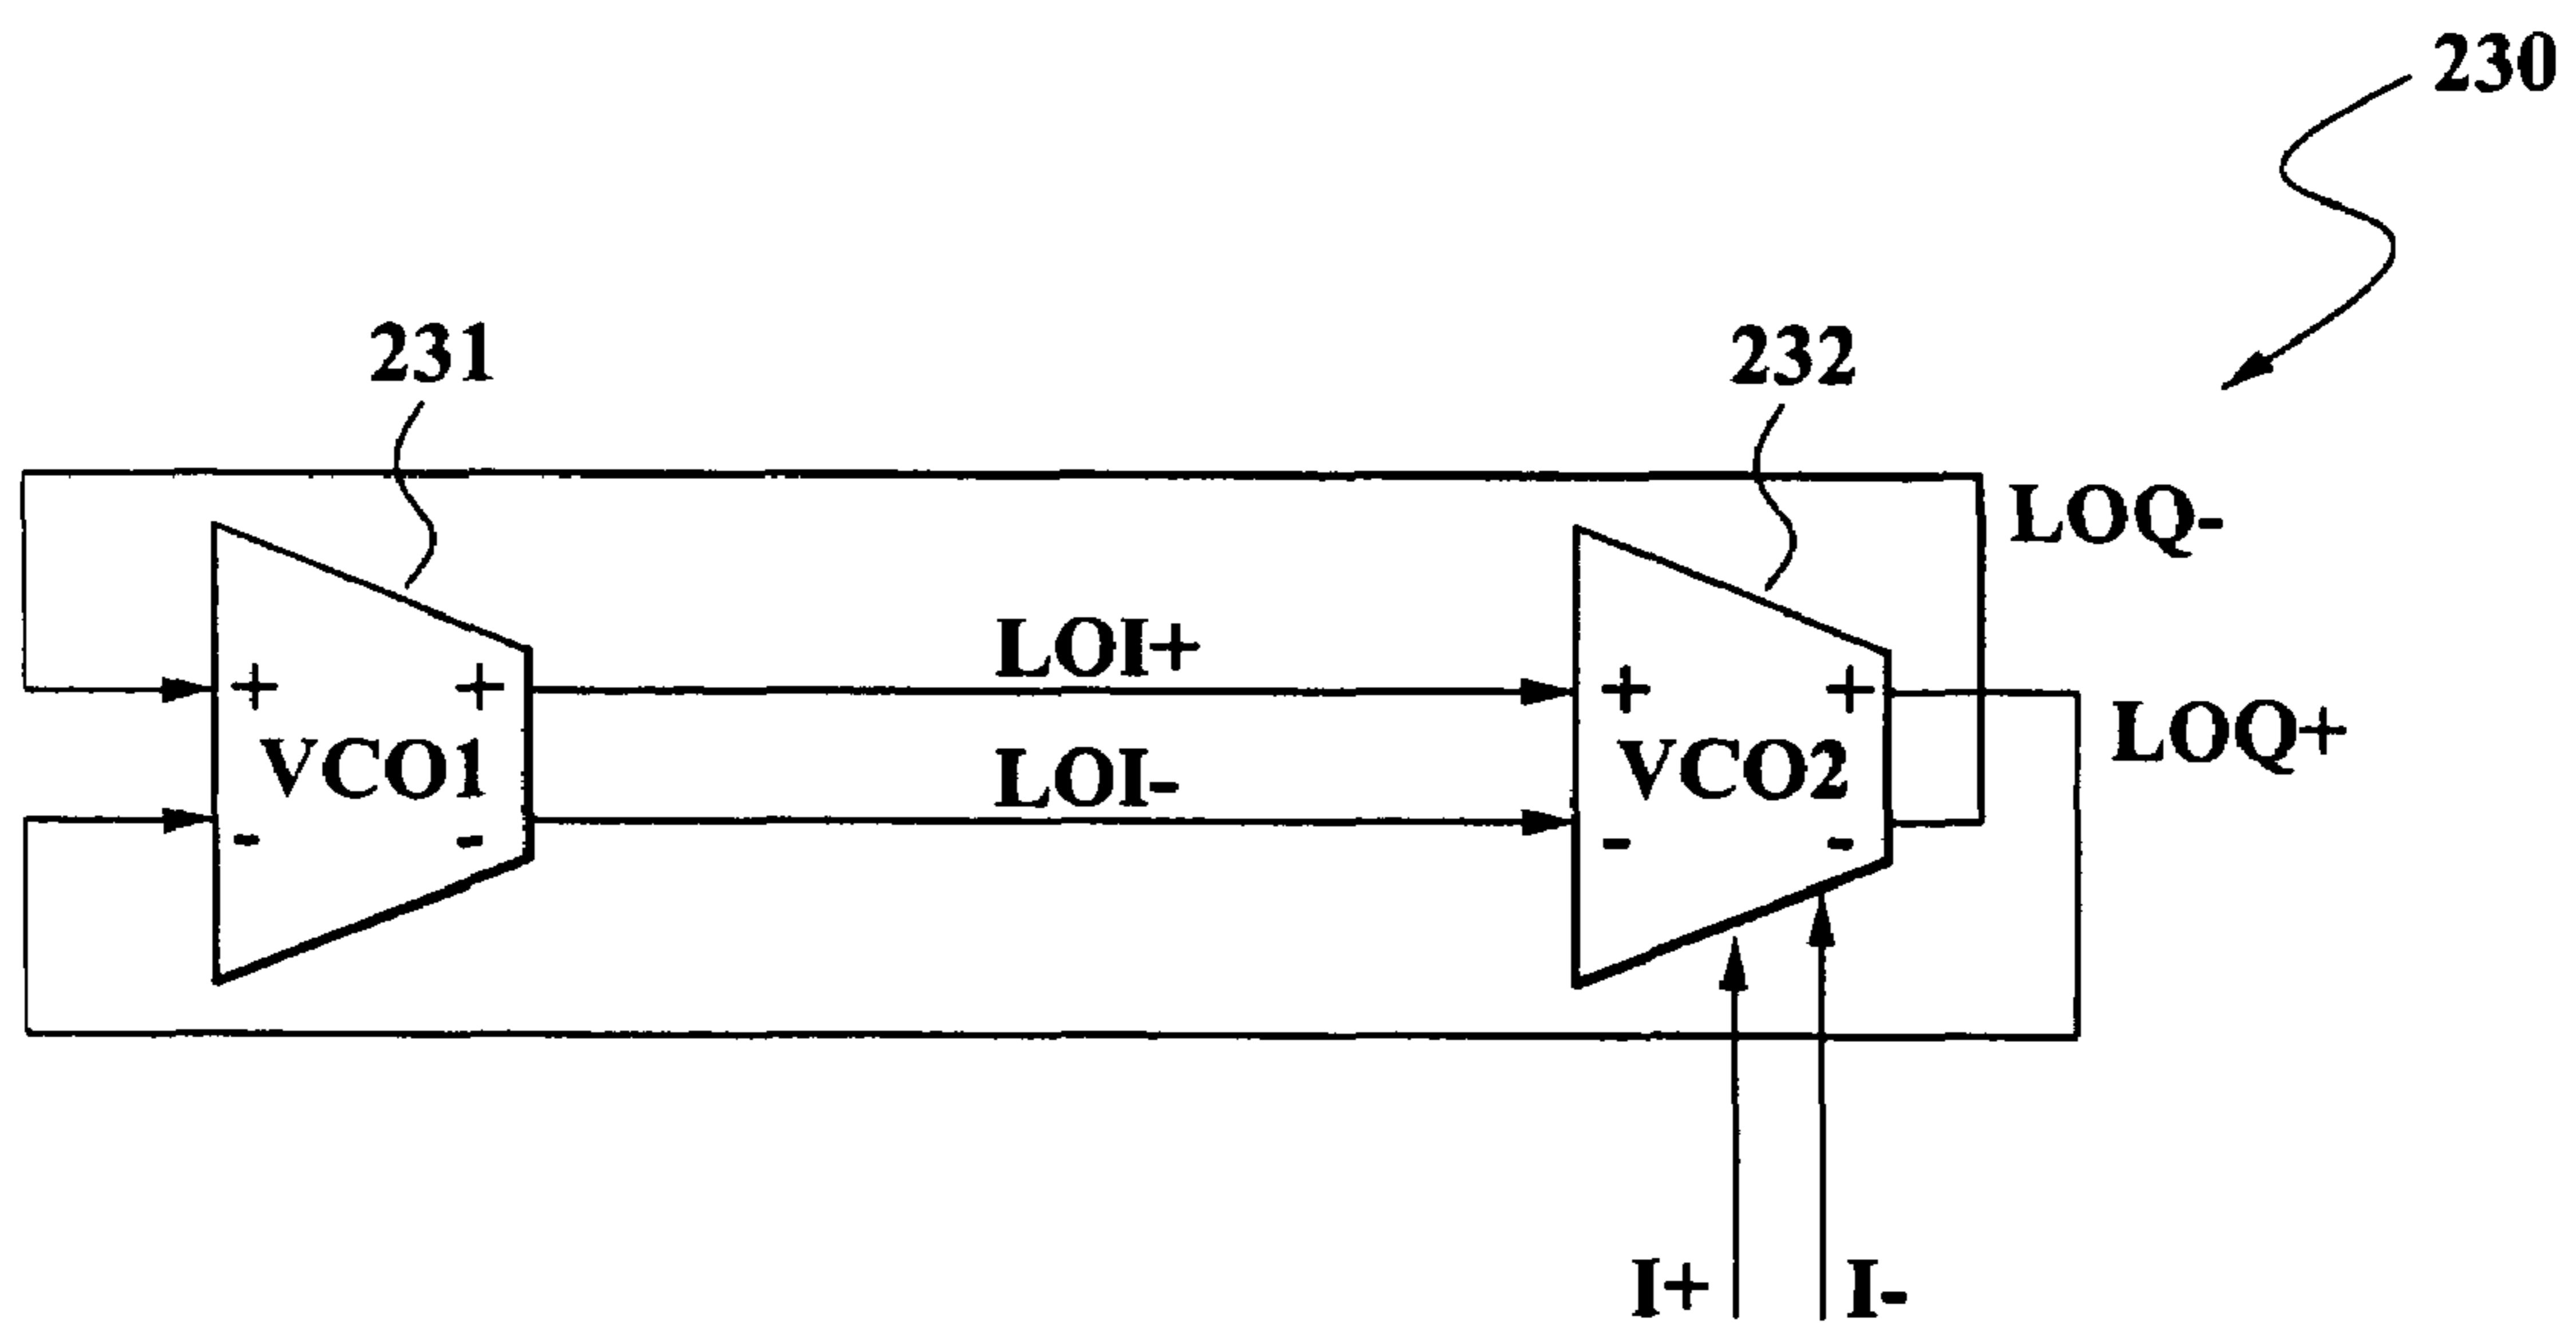 230
231
232
LOQ-
LOI+
+ +
+ +
LOQ+
VCO1
LOI-
VCO2
- -
- -
I+
I-